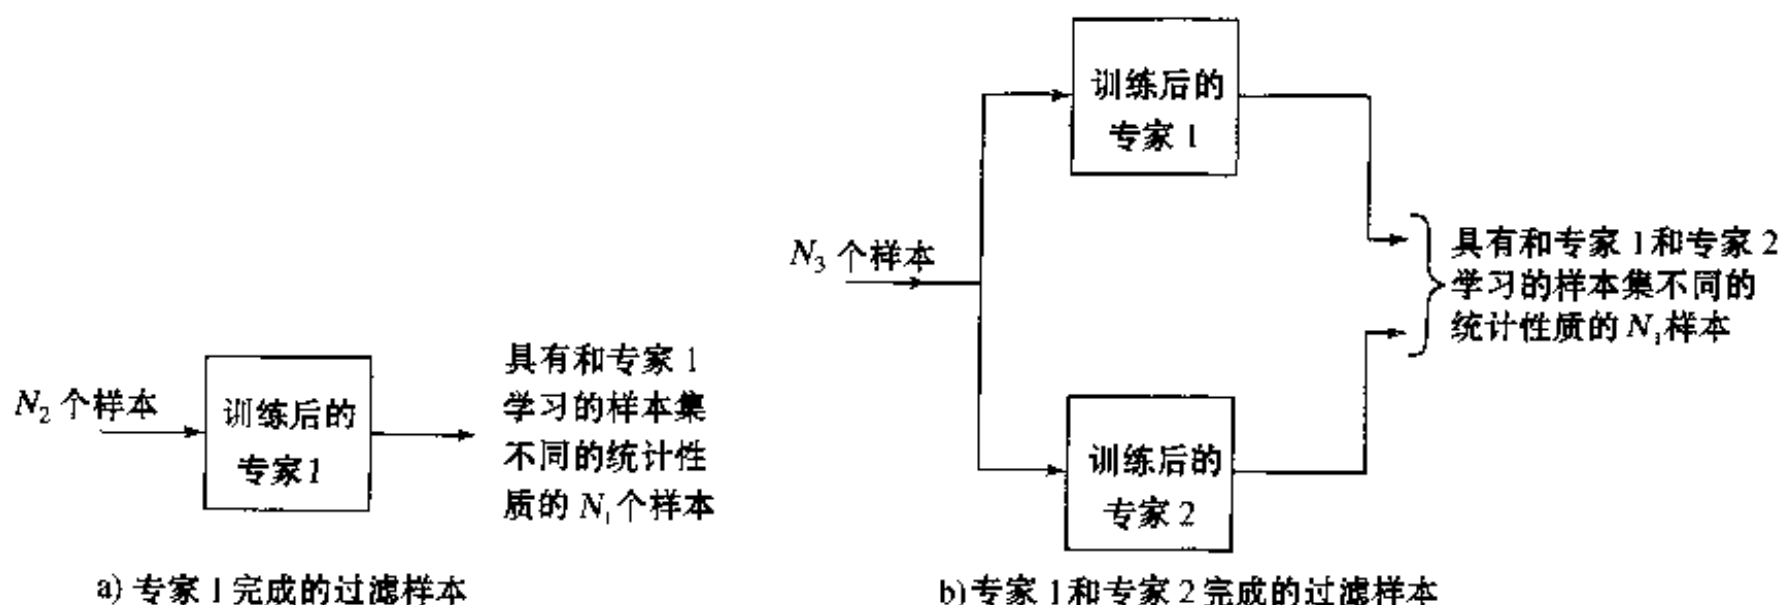 N₂ 个样本
训练后的
专家1
具有和专家 1
学习的样本集
不同的统计性
质的 N₁ 个样本
a) 专家 1 完成的过滤样本
N₃ 个样本
训练后的
专家 1
训练后的
专家 2
具有和专家 1 和专家 2
学习的样本集不同的
统计性质的 N₁ 样本
b) 专家 1 和专家 2 完成的过滤样本